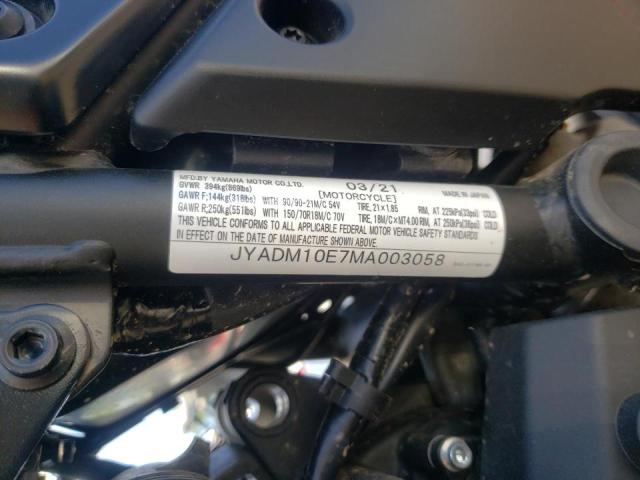 MFD.BY YAMAHA MOTOR CO.,LTD. 03/21 MADE IN JAPAN
GVWR 394kg(869lbs) [MOTORCYCLE]
GAWR F;144kg(318lbs) WITH 90/90-21M/C 54V TIRE, 21×1.85 RIM, AT 225kPa(33psi) COLD
GAWR R;250kg(551lbs) WITH 150/70R18M/C 70V TIRE, 18M/C×MT4.00 RIM, AT 250kPa(36psi) COLD
THIS VEHICLE CONFORMS TO ALL APPLICABLE FEDERAL MOTOR VEHICLE SAFETY STANDARDS
IN EFFECT ON THE DATE OF MANUFACTURE SHOWN ABOVE.
JYADM10E7MA003058